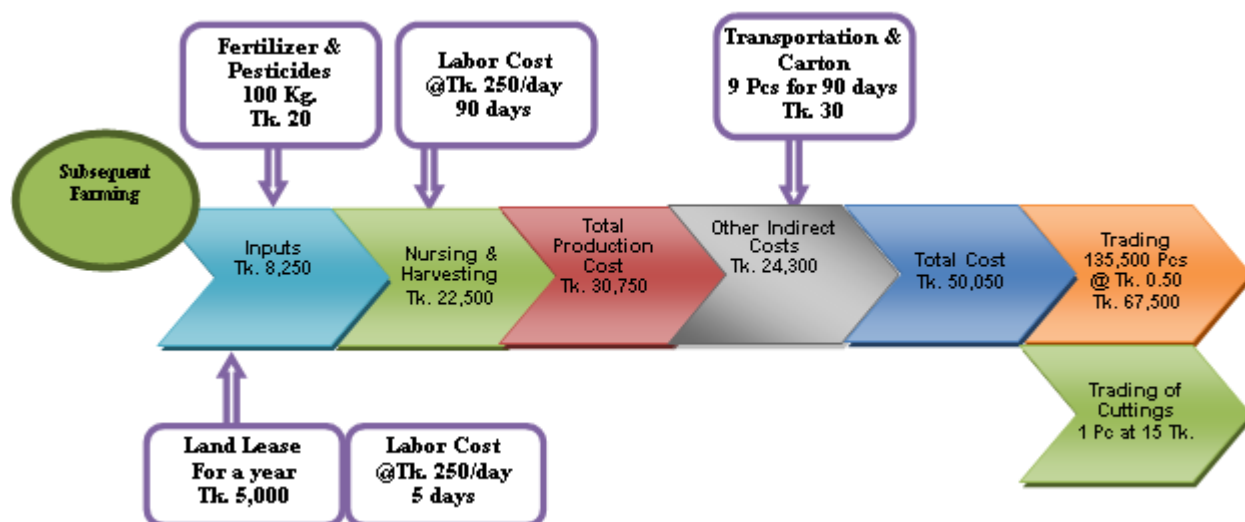 Fertilizer &
Pesticides
100 Kg.
Tk. 20
Labor Cost
@Tk. 250/day
90 days
Transportation &
Carton
9 Pcs for 90 days
Tk. 30
Subsequent
Farming
Inputs
Tk. 8,250
Nursing &
Harvesting
Tk. 22,500
Total
Production
Cost
Tk. 30,750
Other Indirect
Costs
Tk. 24,300
Total Cost
Tk. 50,050
Trading
135,500 Pcs
@ Tk. 0.50
Tk. 67,500
Trading of
Cuttings
1 Pc at 15 Tk.
Land Lease
For a year
Tk. 5,000
Labor Cost
@Tk. 250/day
5 days